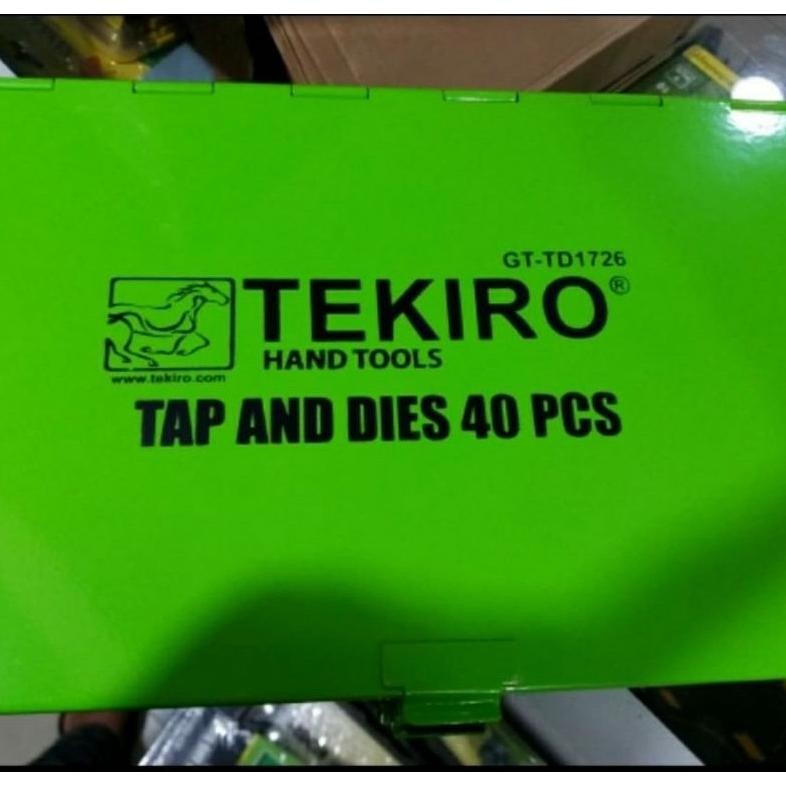 GT-TD1726
TEKIRO®
HAND TOOLS
www.tekiro.com
TAP AND DIES 40 PCS